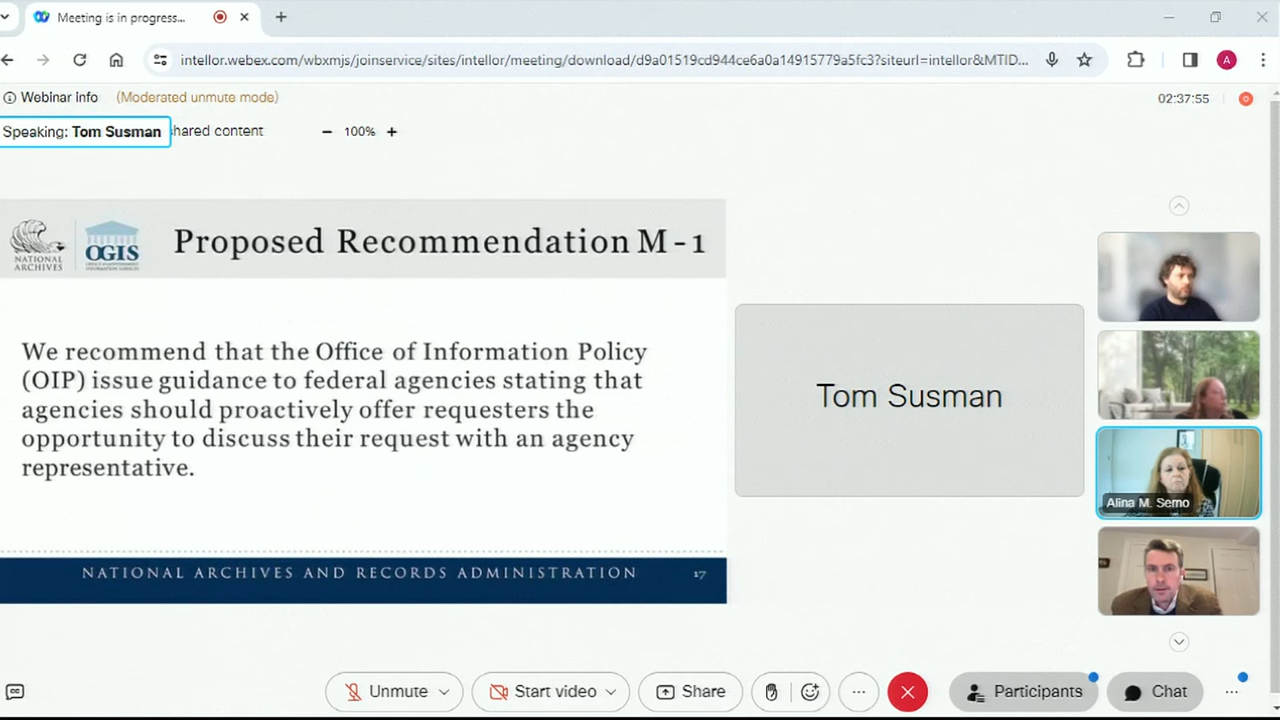 Meeting is in progress...
intellor.webex.com/wbxmjs/joinservice/sites/intellor/meeting/download/d9a01519cd944ce6a0a14915779a5fc3?siteurl=intellor&MTID...
A
Webinar info (Moderated unmute mode)
02:37:55
Speaking: Tom Susman
shared content
100%
NATIONAL
ARCHIVES
OGIS
Proposed Recommendation M-1
We recommend that the Office of Information Policy
(OIP) issue guidance to federal agencies stating that
agencies should proactively offer requesters the
opportunity to discuss their request with an agency
representative.
NATIONAL ARCHIVES AND RECORDS ADMINISTRATION
17
Tom Susman
Alina M. Semo
Unmute
Start video
Share
Participants
Chat